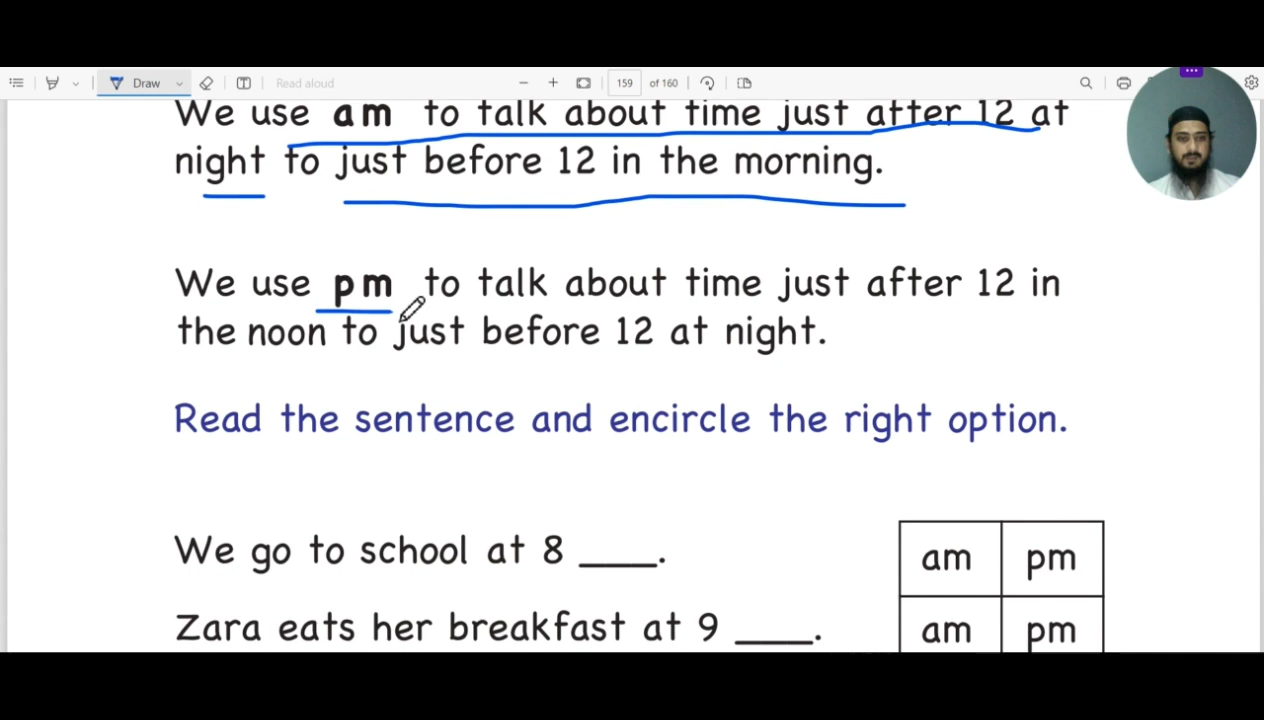 Draw
Read aloud
159 of 160
We use am to talk about time just after 12 at
night to just before 12 in the morning.
We use pm to talk about time just after 12 in
the noon to just before 12 at night.
Read the sentence and encircle the right option.
We go to school at 8 ____.
am pm
Zara eats her breakfast at 9 ____.
am pm